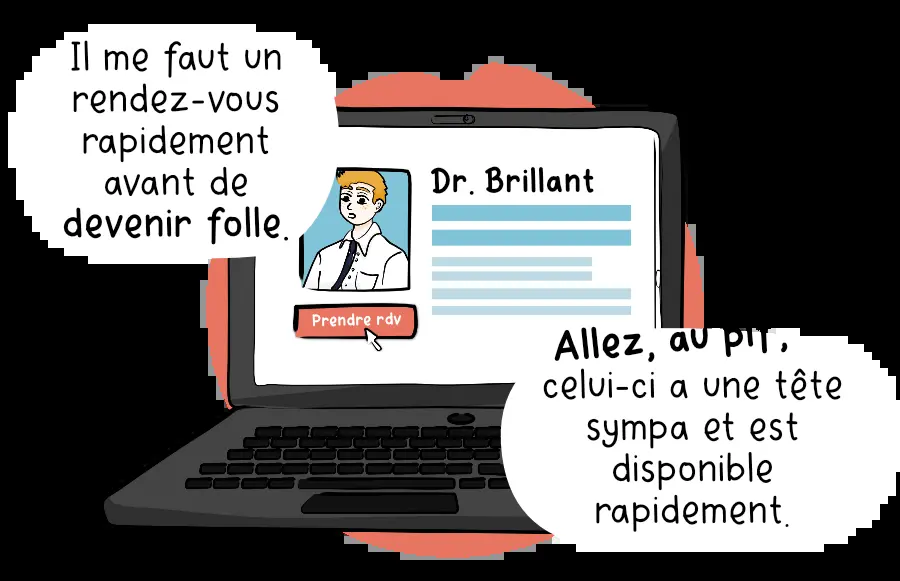 Il me faut un
rendez-vous
rapidement
avant de
devenir folle.
Dr. Brillant
Prendre rdv
Allez, au pif,
celui-ci a une tête
sympa et est
disponible
rapidement.